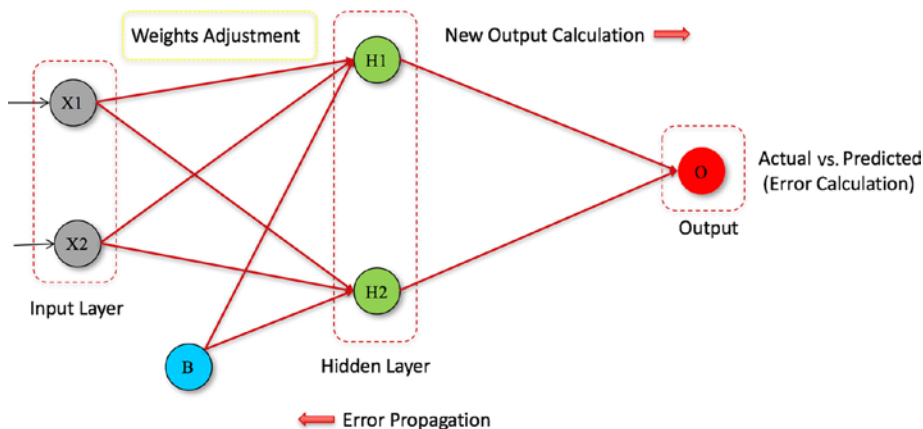 Weights Adjustment
New Output Calculation
H1
X1
Actual vs. Predicted
(Error Calculation)
O
X2
Output
H2
Input Layer
B
Hidden Layer
Error Propagation